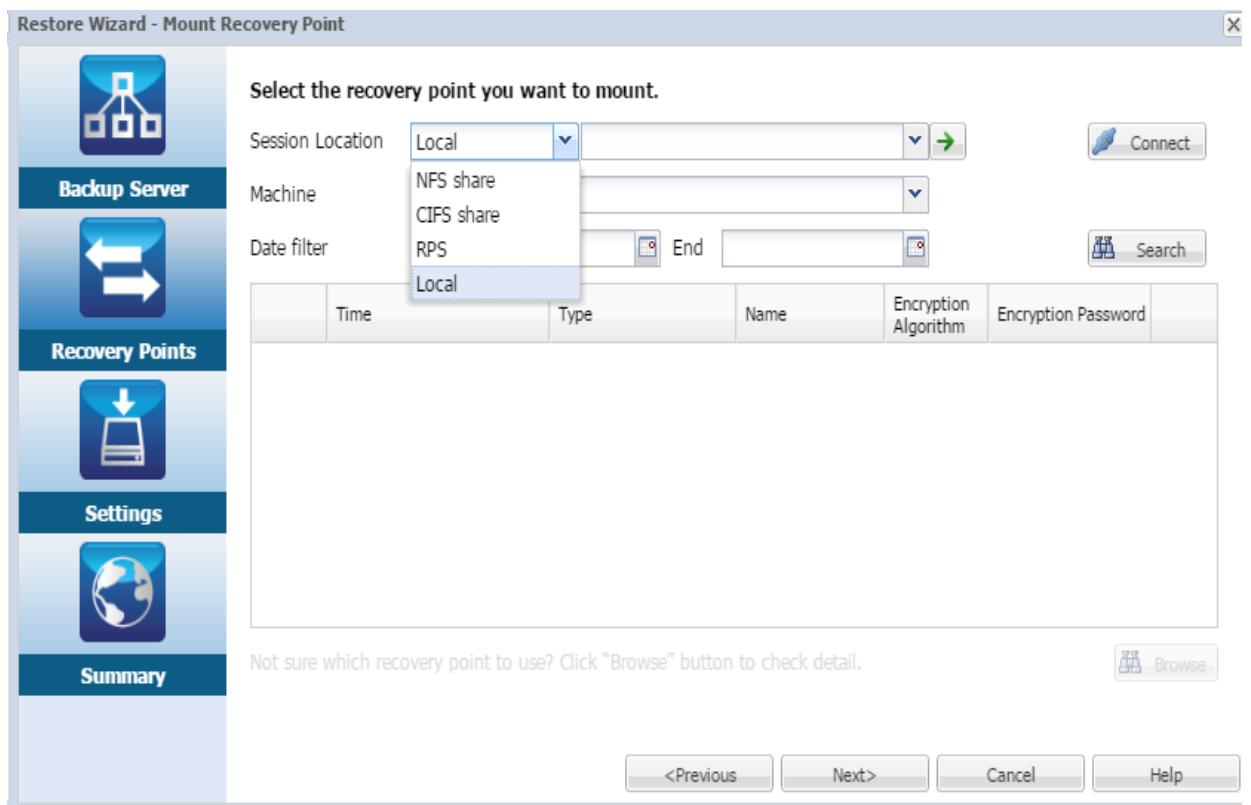 Restore Wizard - Mount Recovery Point
Backup Server
Recovery Points
Settings
Summary
Select the recovery point you want to mount.
Session Location Local Connect
NFS share
CIFS share
RPS
Local
Machine
Date filter End Search
Time Type Name Encryption Algorithm Encryption Password
Not sure which recovery point to use? Click "Browse" button to check detail. Browse
<Previous Next> Cancel Help